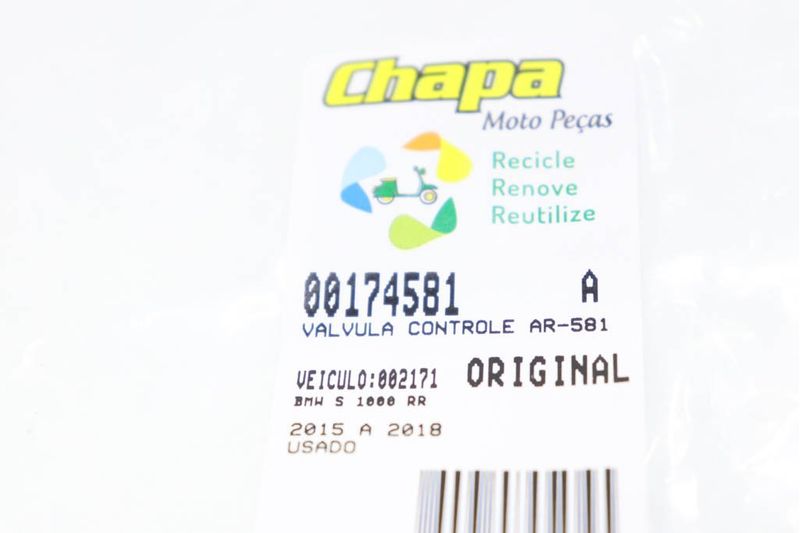 Chapa
Moto Peças
Recicle
Renove
Reutilize
00174581 A
VALVULA CONTROLE AR-581
VEICULO:002171 ORIGINAL
BMW S 1000 RR
2015 A 2018
USADO